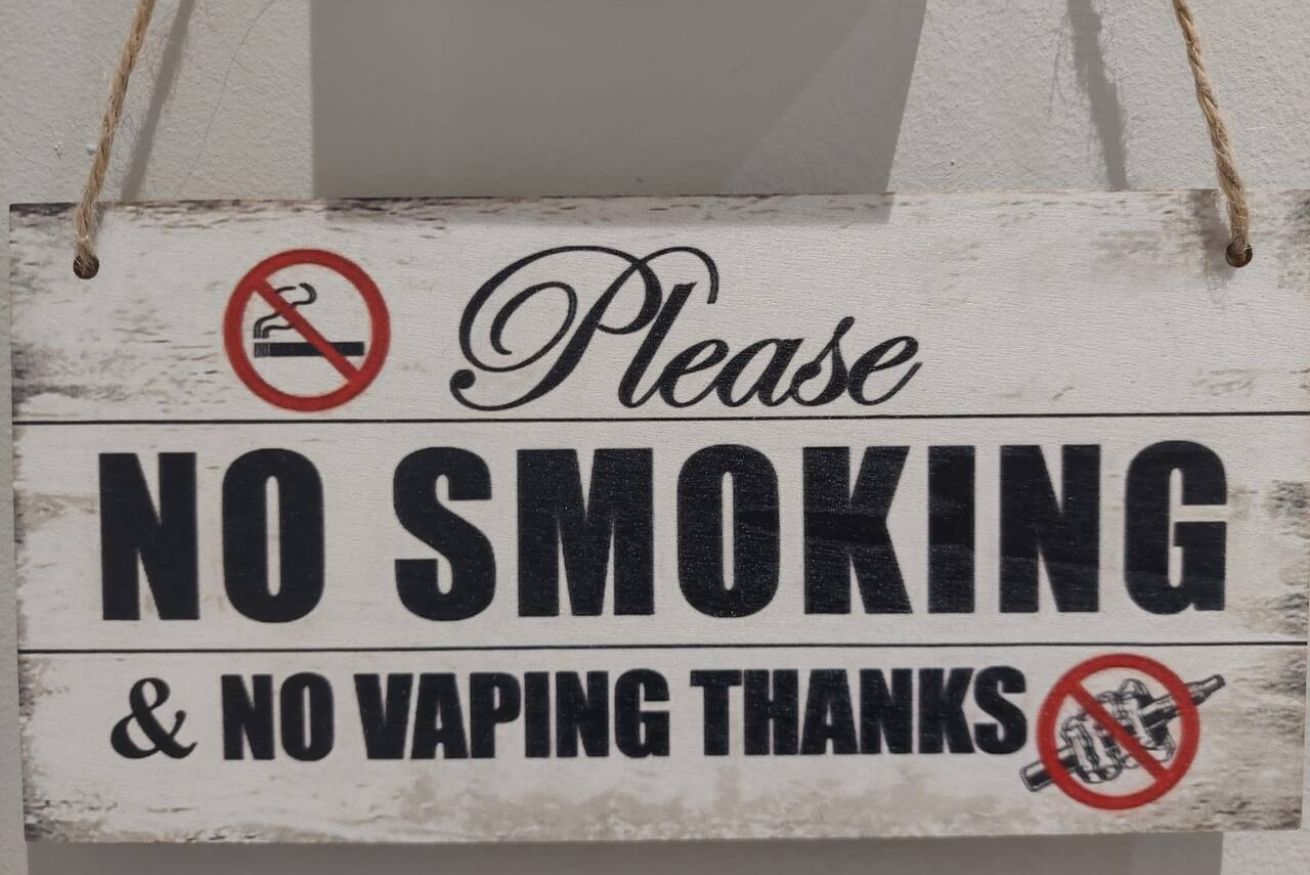 Please
NO SMOKING
& NO VAPING THANKS